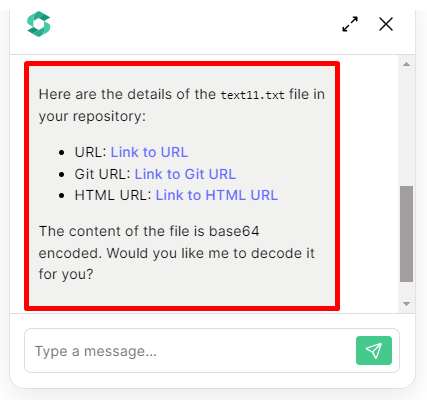 Here are the details of the text11.txt file in
your repository:
URL: Link to URL
Git URL: Link to Git URL
HTML URL: Link to HTML URL
The content of the file is base64
encoded. Would you like me to decode it
for you?
Type a message...